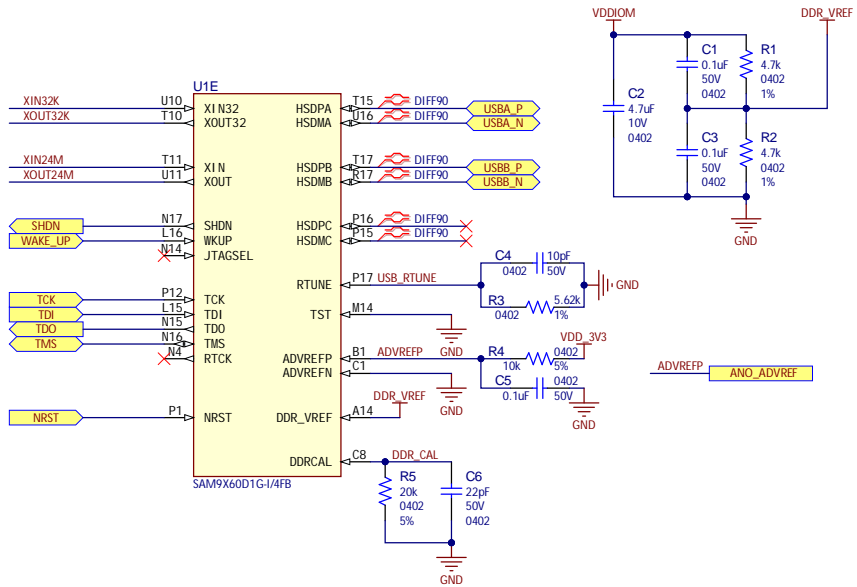 VDDIOM
DDR_VREF
C1
0.1uF
50V
0402
R1
4.7k
0402
1%
C2
4.7uF
10V
0402
C3
0.1uF
50V
0402
R2
4.7k
0402
1%
GND
U1E
XIN32K U10 XIN32 HSDPA T15 DIFF90 USBA_P
XOUT32K T10 XOUT32 HSDMA U16 DIFF90 USBA_N
XIN24M T11 XIN HSDPB T17 DIFF90 USBB_P
XOUT24M U11 XOUT HSDMB R17 DIFF90 USBB_N
SHDN N17 SHDN HSDPC P16 DIFF90
WAKE_UP L16 WKUP HSDMC P15 DIFF90
N14 JTAGSEL
C4 10pF
0402 50V
RTUNE P17 USB_RTUNE GND
R3 5.62k
0402 1%
TCK P12 TCK
TDI L15 TDI TST M14
TDO N15 TDO
TMS N16 TMS
GND
N4 RTCK ADVREFP B1 ADVREFP
R4 0402 VDD_3V3
10k 5%
ADVREFN C1
C5 0402
0.1uF 50V
GND
GND
ADVREFP ANO_ADVREF
DDR_VREF
NRST P1 NRST DDR_VREF A14
DDRCAL C8 DDR_CAL
R5
20k
0402
5%
C6
22pF
50V
0402
GND
SAM9X60D1G-I/4FB